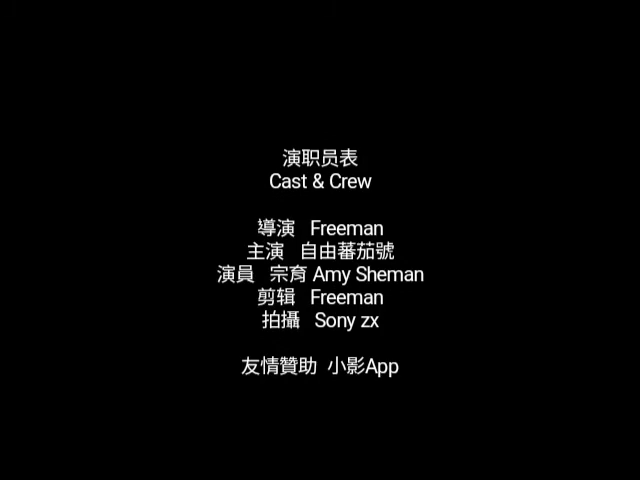 演职员表
Cast & Crew
導演 Freeman
主演 自由蕃茄號
演員 宗育 Amy Sheman
剪辑 Freeman
拍攝 Sony zx
友情贊助 小影App